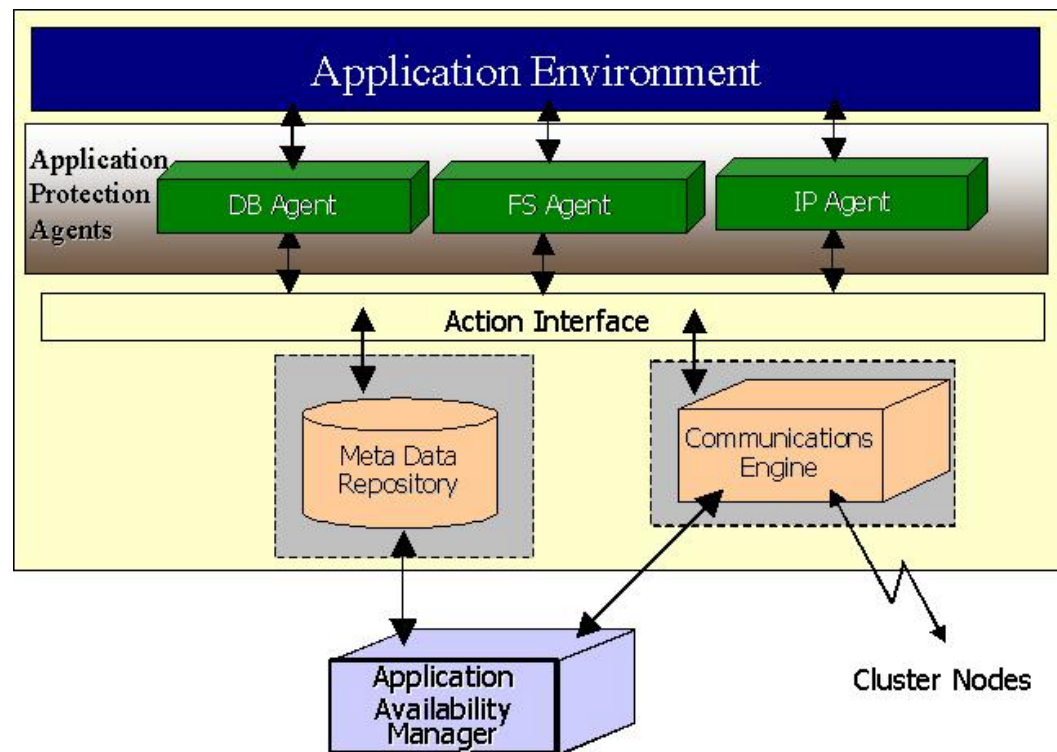 Application Environment
Application
Protection
Agents
DB Agent
FS Agent
IP Agent
Action Interface
Meta Data
Repository
Communications
Engine
Application
Availability
Manager
Cluster Nodes